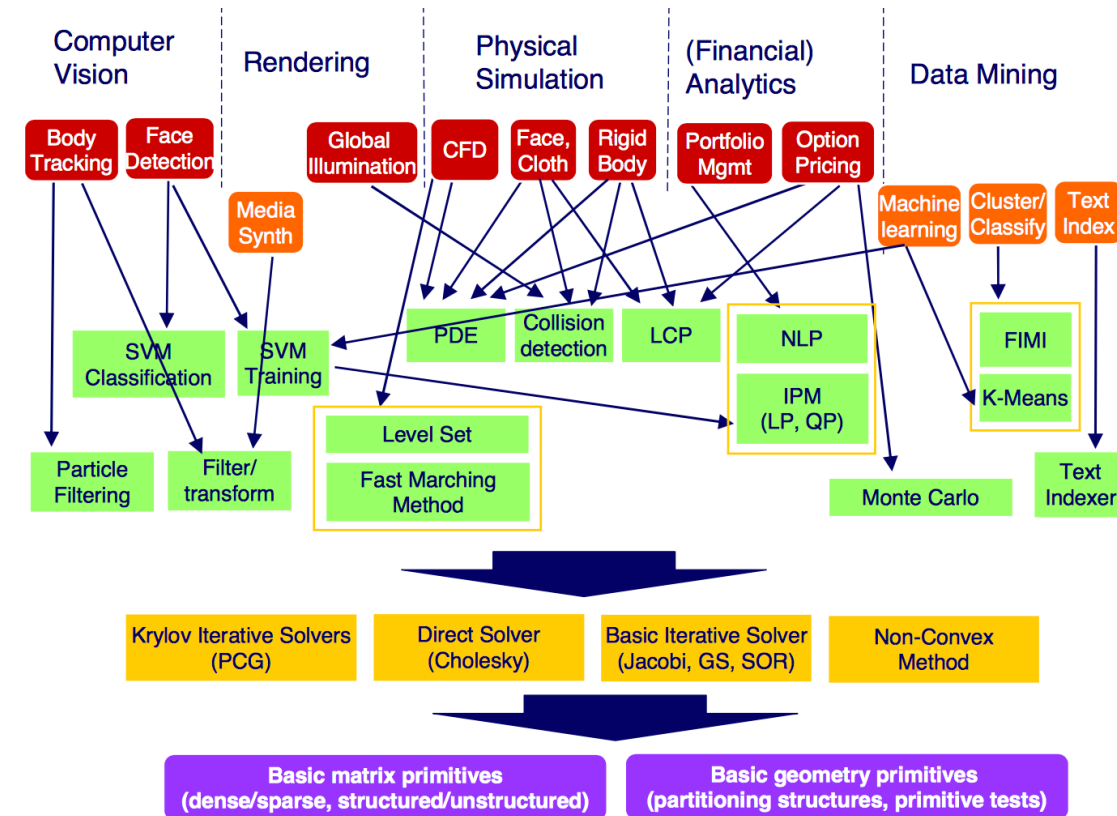 Computer
Vision
Rendering
Physical
Simulation
(Financial)
Analytics
Data Mining
Body
Tracking
Face
Detection
Global
Illumination
CFD
Face,
Cloth
Rigid
Body
Portfolio
Mgmt
Option
Pricing
Media
Synth
Machine
learning
Cluster/
Classify
Text
Index
SVM
Classification
SVM
Training
PDE
Collision
detection
LCP
NLP
FIMI
IPM
(LP, QP)
K-Means
Level Set
Particle
Filtering
Filter/
transform
Fast Marching
Method
Monte Carlo
Text
Indexer
Krylov Iterative Solvers
(PCG)
Direct Solver
(Cholesky)
Basic Iterative Solver
(Jacobi, GS, SOR)
Non-Convex
Method
Basic matrix primitives
(dense/sparse, structured/unstructured)
Basic geometry primitives
(partitioning structures, primitive tests)